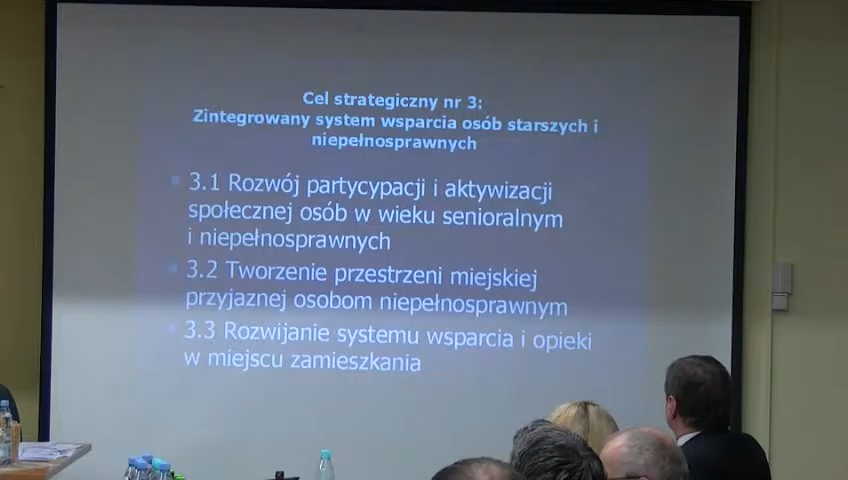 Cel strategiczny nr 3:
Zintegrowany system wsparcia osób starszych i
niepełnosprawnych
3.1 Rozwój partycypacji i aktywizacji
społecznej osób w wieku senioralnym
i niepełnosprawnych
3.2 Tworzenie przestrzeni miejskiej
przyjaznej osobom niepełnosprawnym
3.3 Rozwijanie systemu wsparcia i opieki
w miejscu zamieszkania